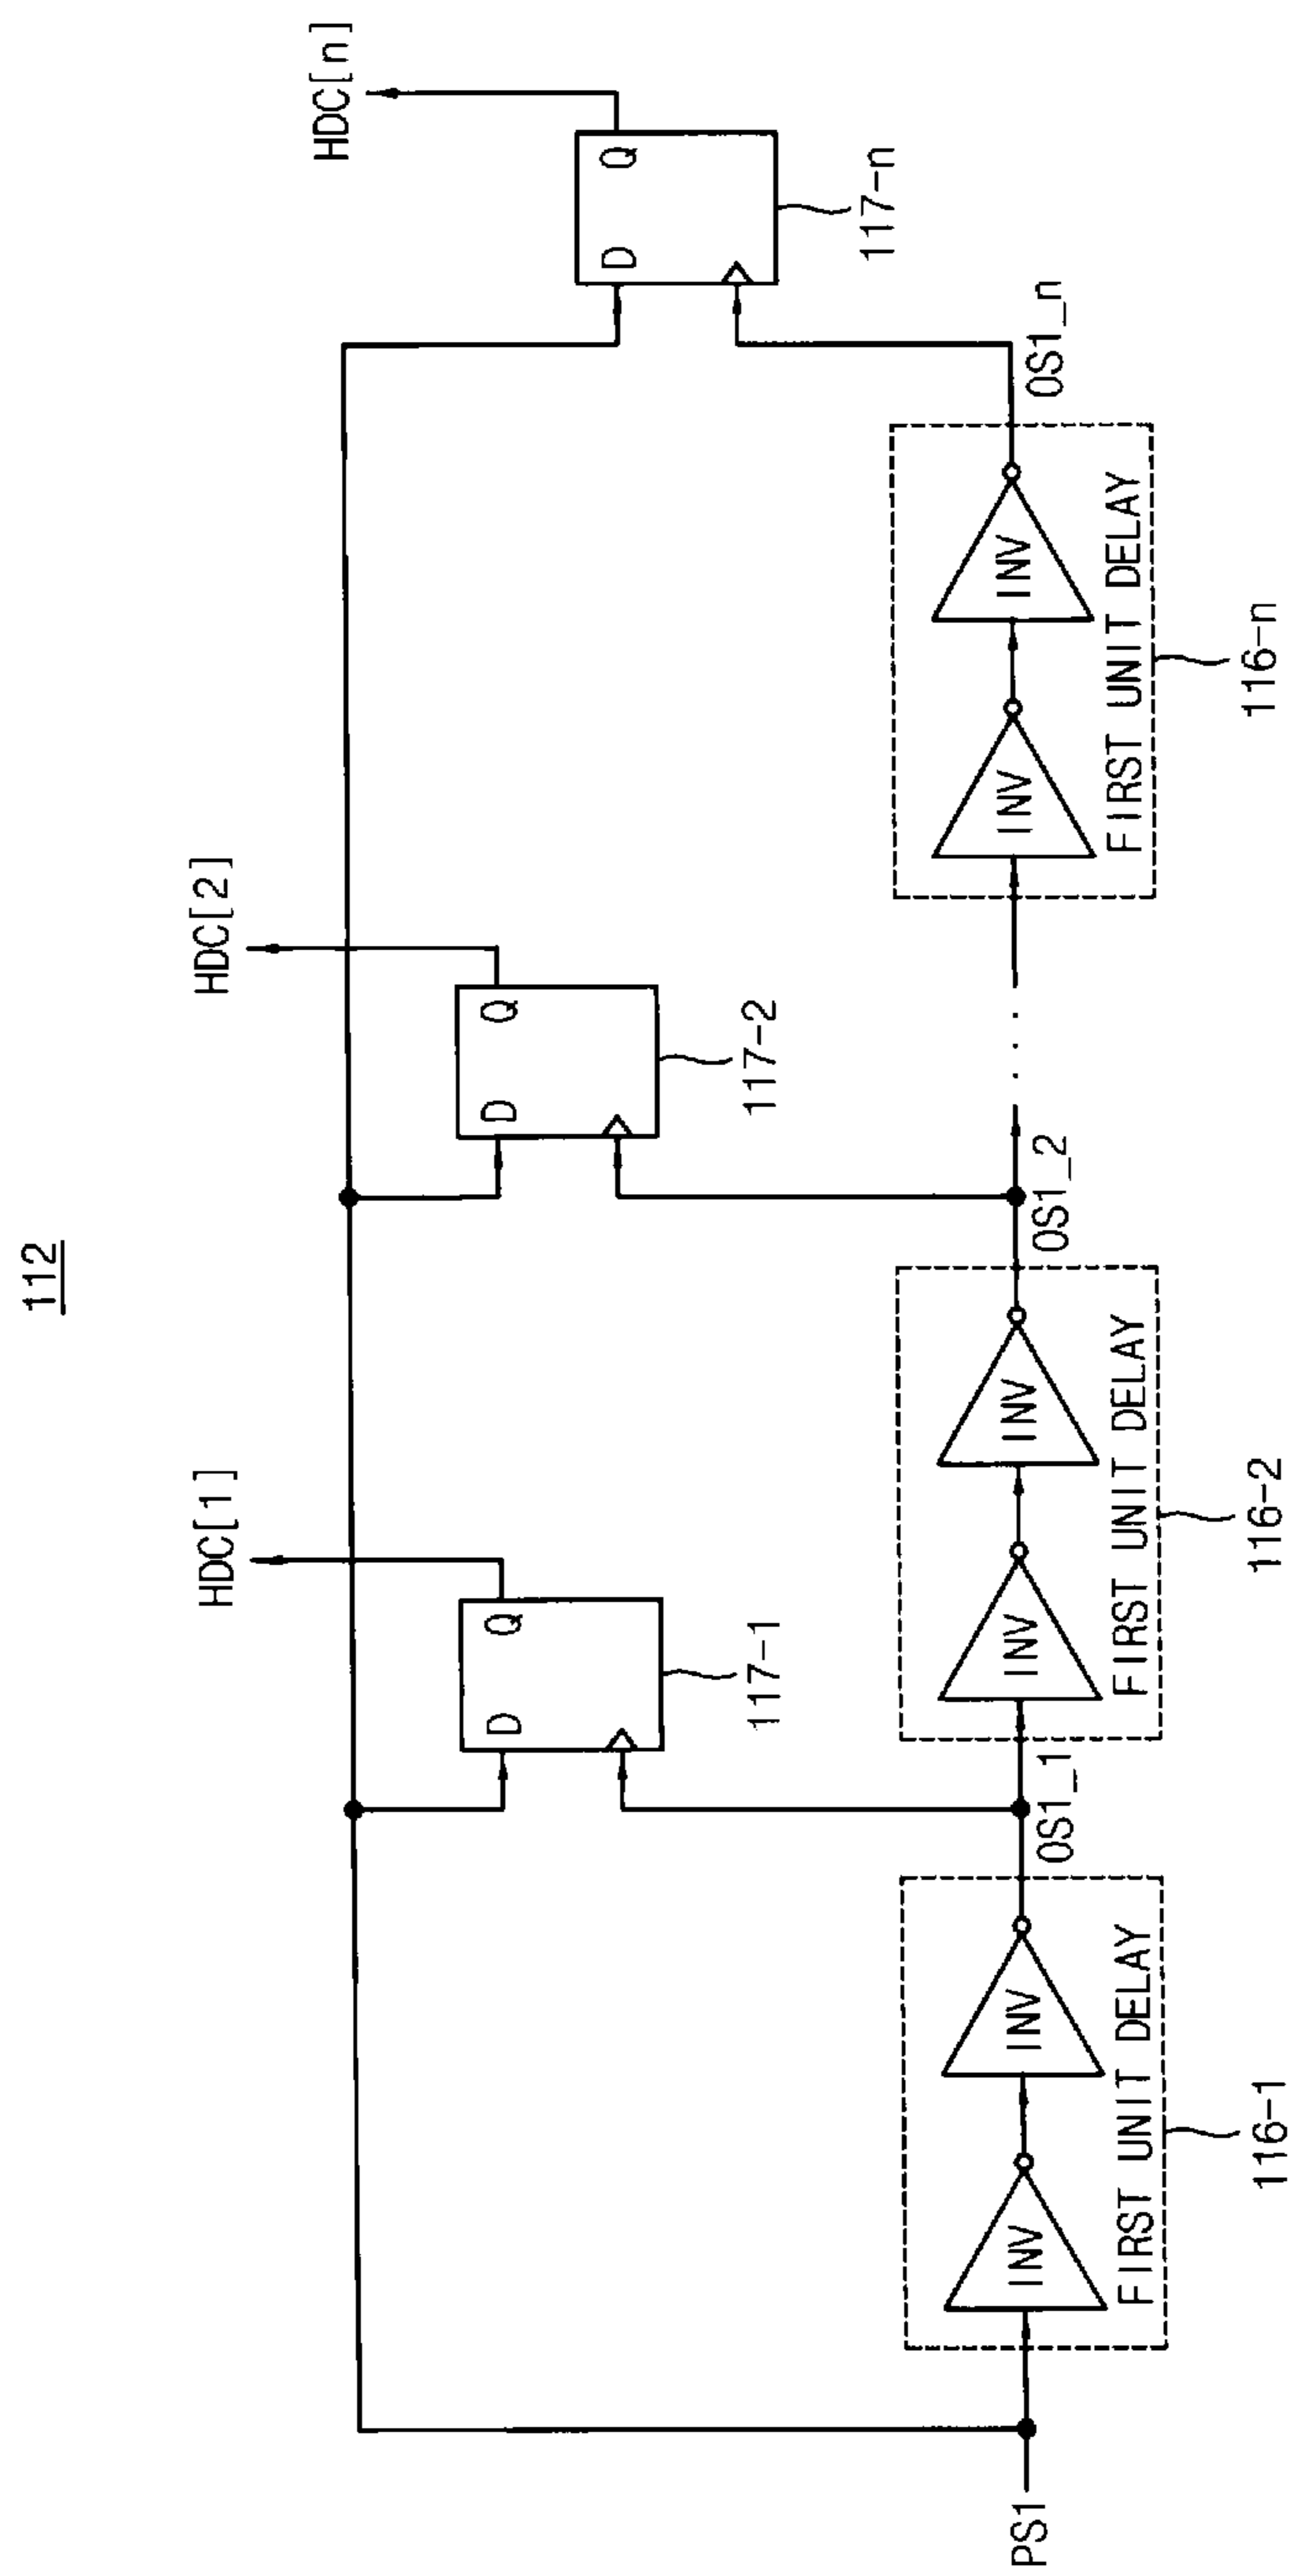 112
HDC[1]
HDC[2]
HDC[n]
D
Q
117-1
D
Q
117-2
D
Q
117-n
PS1
INV
INV
FIRST UNIT DELAY
116-1
OS1_1
INV
INV
FIRST UNIT DELAY
116-2
OS1_2
. . .
INV
INV
FIRST UNIT DELAY
116-n
OS1_n